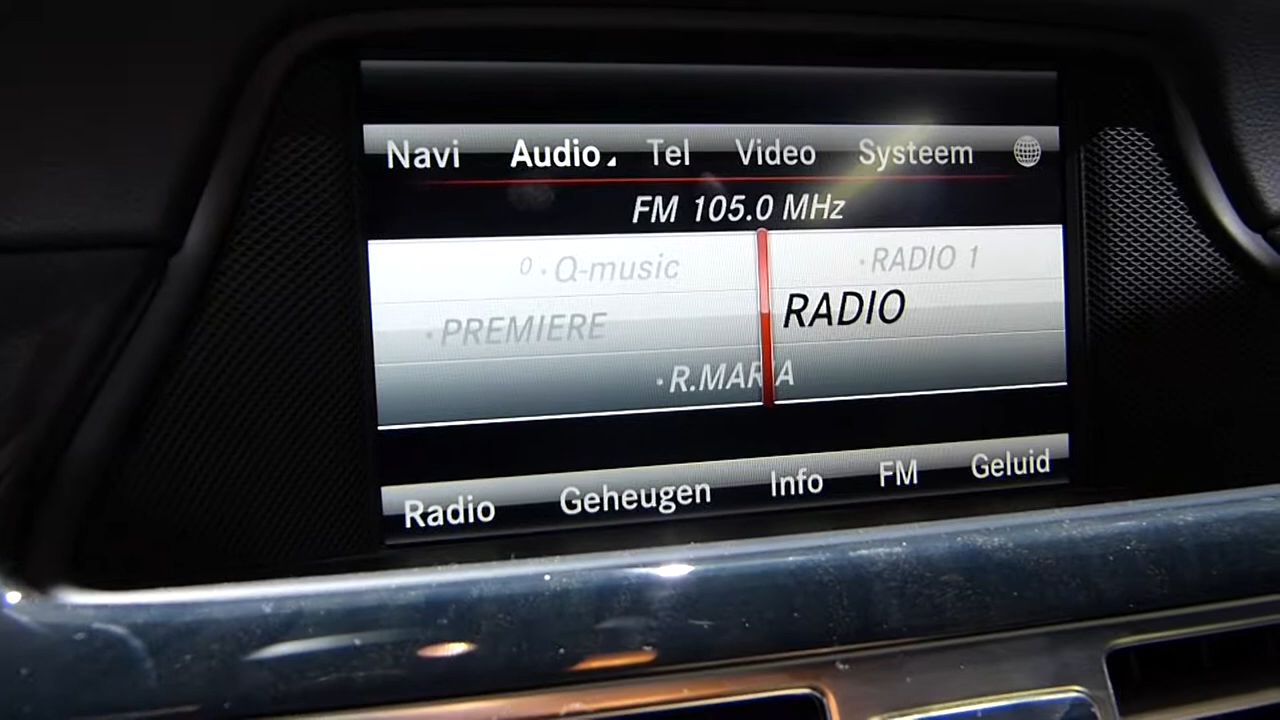 Navi Audio Tel Video Systeem
FM 105.0 MHz
0 · Q-music · RADIO 1
· PREMIERE RADIO
· R.MARIA
Radio Geheugen Info FM Geluid